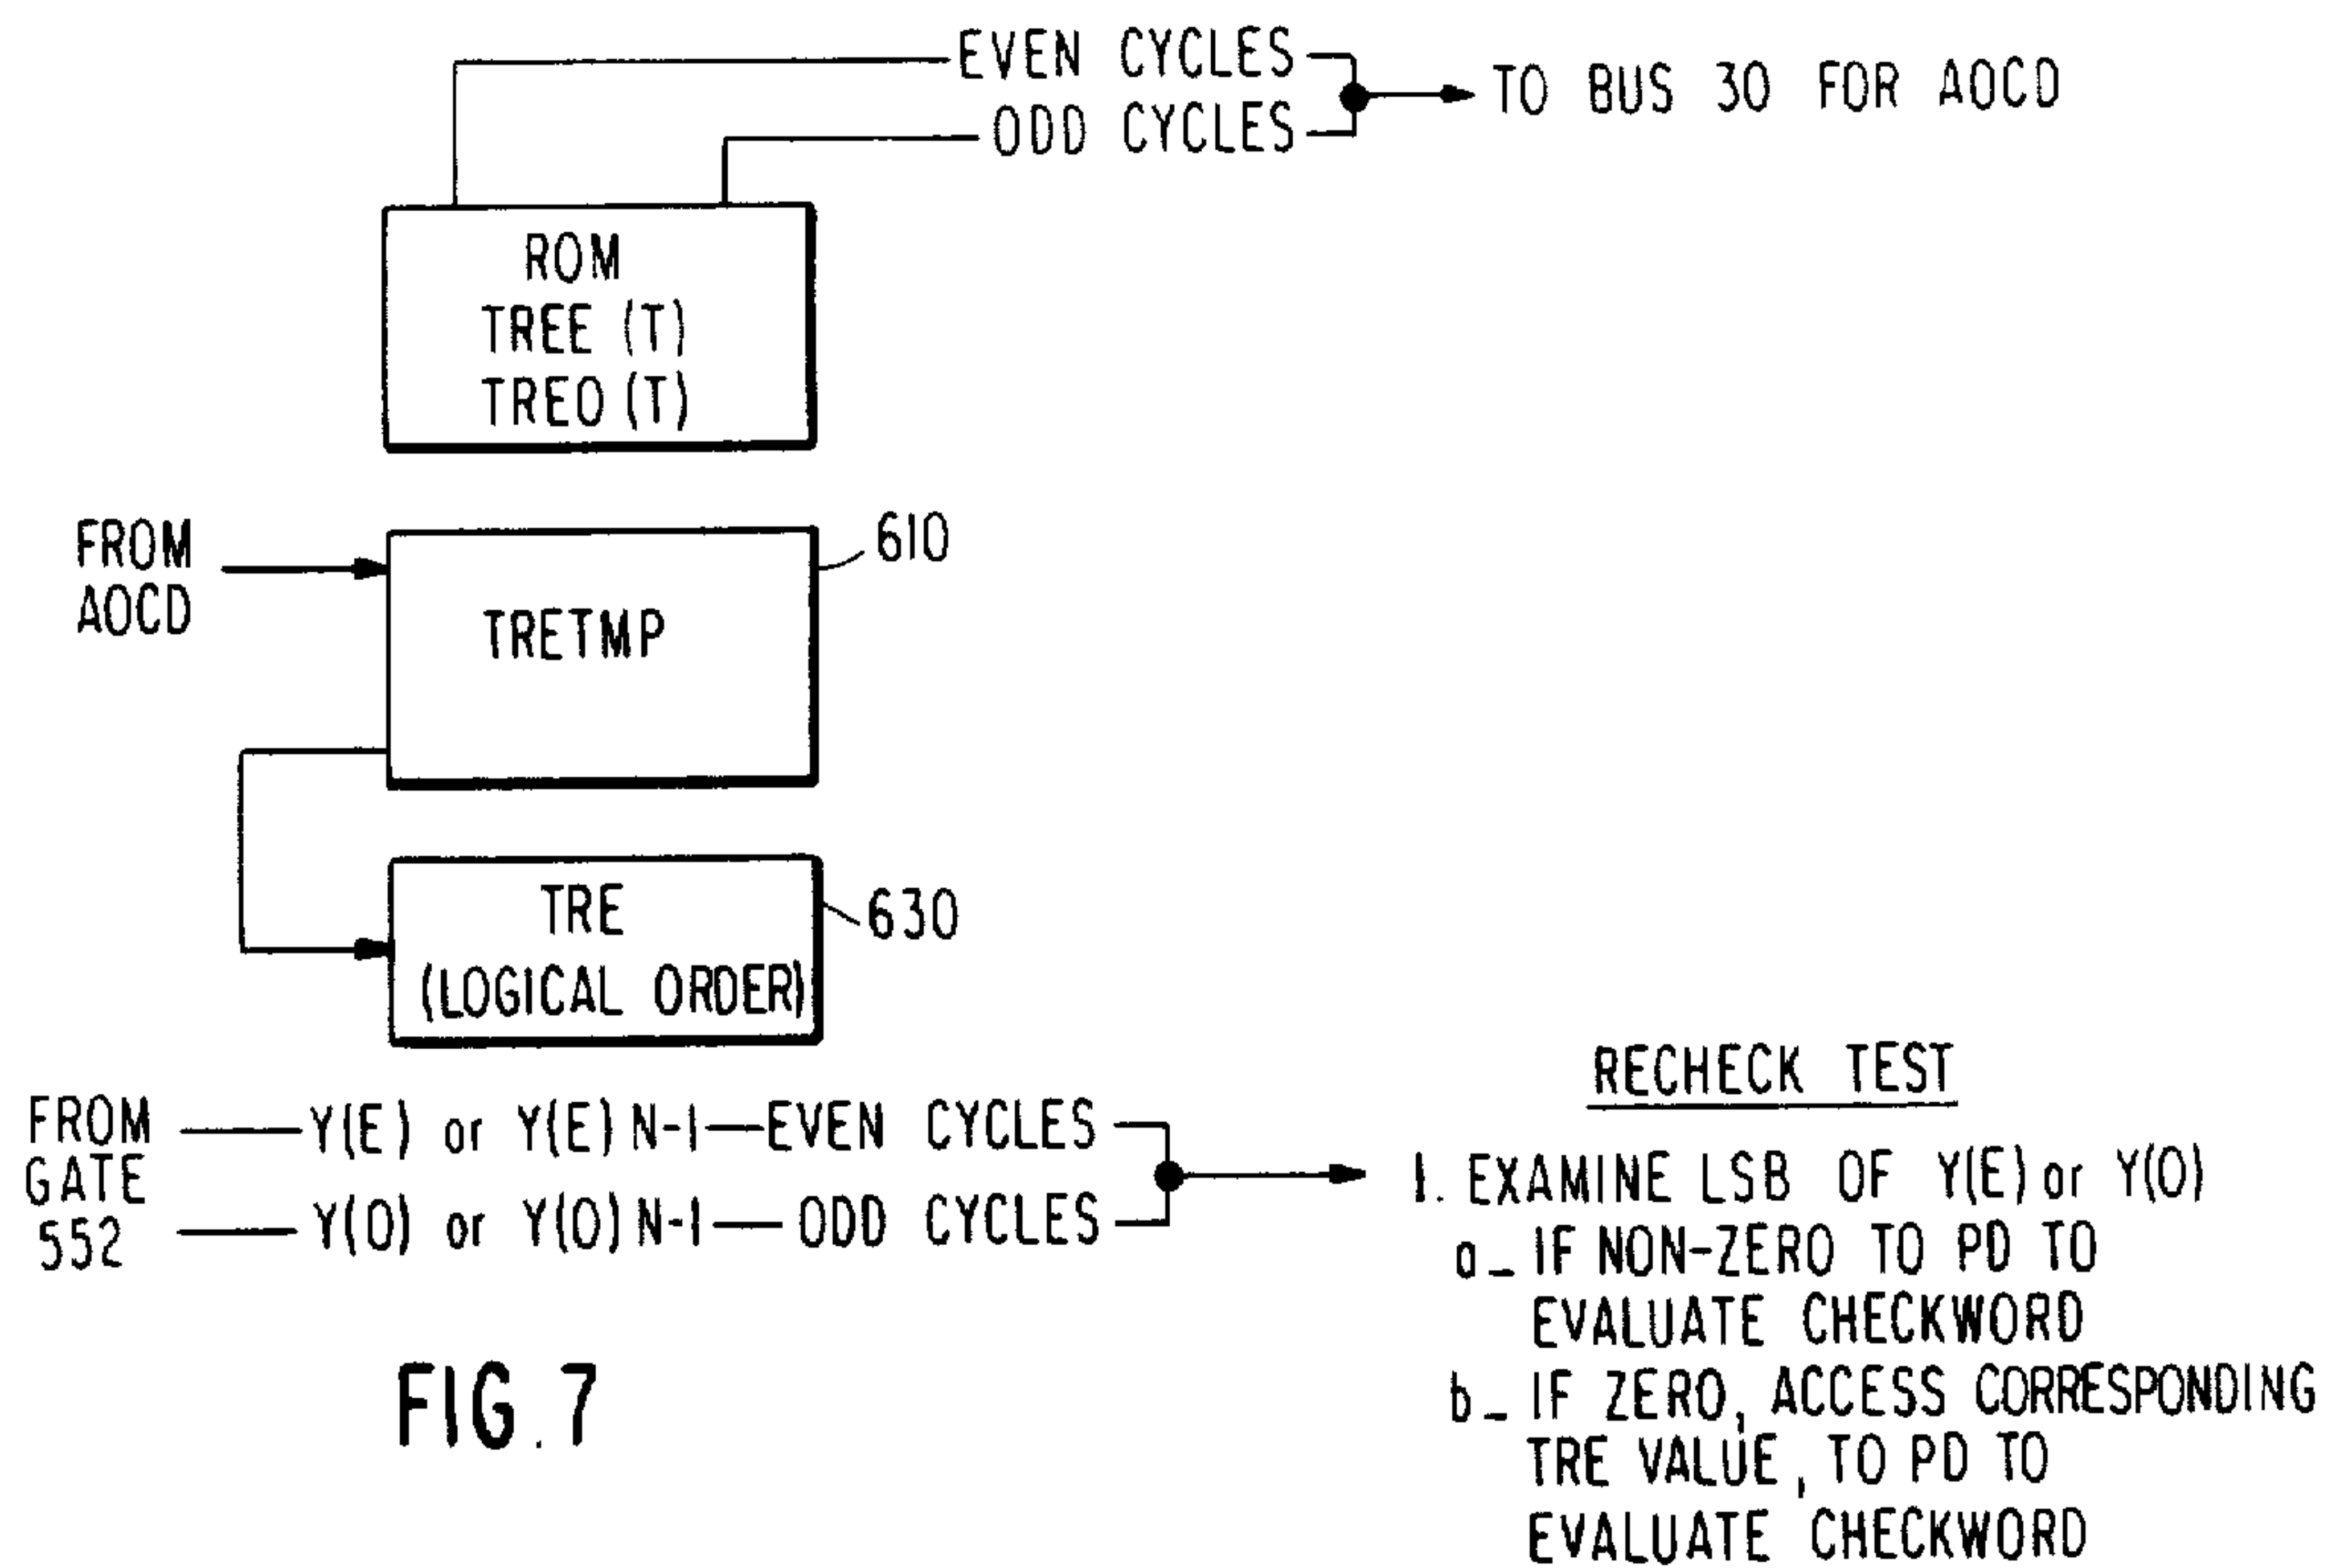 EVEN CYCLES
ODD CYCLES
TO BUS 30 FOR AOCD
ROM
TREE (T)
TREO (T)
FROM
AOCD
610
TRETMP
TRE
(LOGICAL ORDER)
630
FROM
GATE
552
Y(E) or Y(E) N-1 — EVEN CYCLES
Y(O) or Y(O) N-1 — ODD CYCLES
RECHECK TEST
1. EXAMINE LSB OF Y(E) or Y(O)
a - IF NON-ZERO TO PD TO
EVALUATE CHECKWORD
b - IF ZERO, ACCESS CORRESPONDING
TRE VALUE, TO PD TO
EVALUATE CHECKWORD
FIG. 7